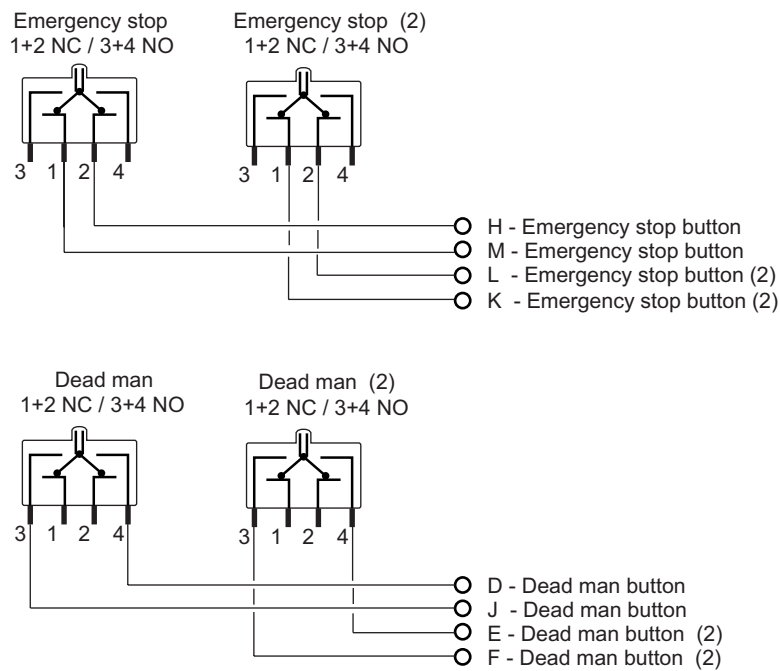 Emergency stop
1+2 NC / 3+4 NO
Emergency stop (2)
1+2 NC / 3+4 NO
3 1 2 4
3 1 2 4
H - Emergency stop button
M - Emergency stop button
L - Emergency stop button (2)
K - Emergency stop button (2)
Dead man
1+2 NC / 3+4 NO
Dead man (2)
1+2 NC / 3+4 NO
3 1 2 4
3 1 2 4
D - Dead man button
J - Dead man button
E - Dead man button (2)
F - Dead man button (2)